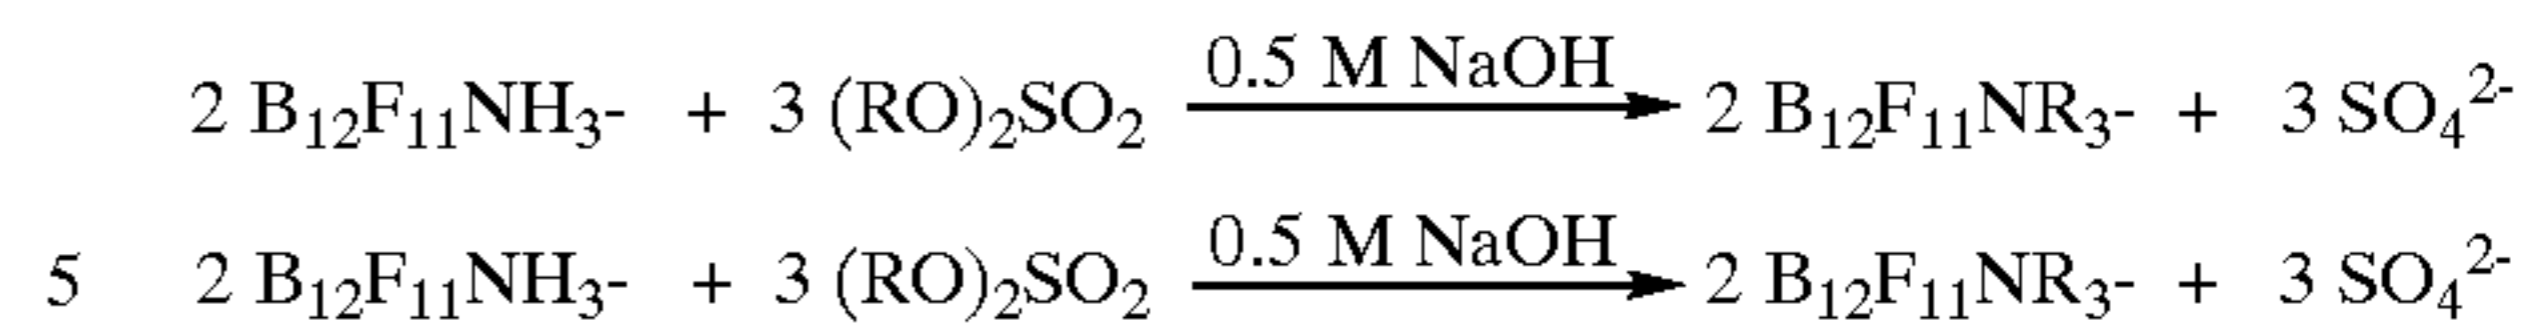 2 B₁₂F₁₁NH₃- + 3 (RO)₂SO₂ 0.5 M NaOH 2 B₁₂F₁₁NR₃- + 3 SO₄²⁻
5 2 B₁₂F₁₁NH₃- + 3 (RO)₂SO₂ 0.5 M NaOH 2 B₁₂F₁₁NR₃- + 3 SO₄²⁻